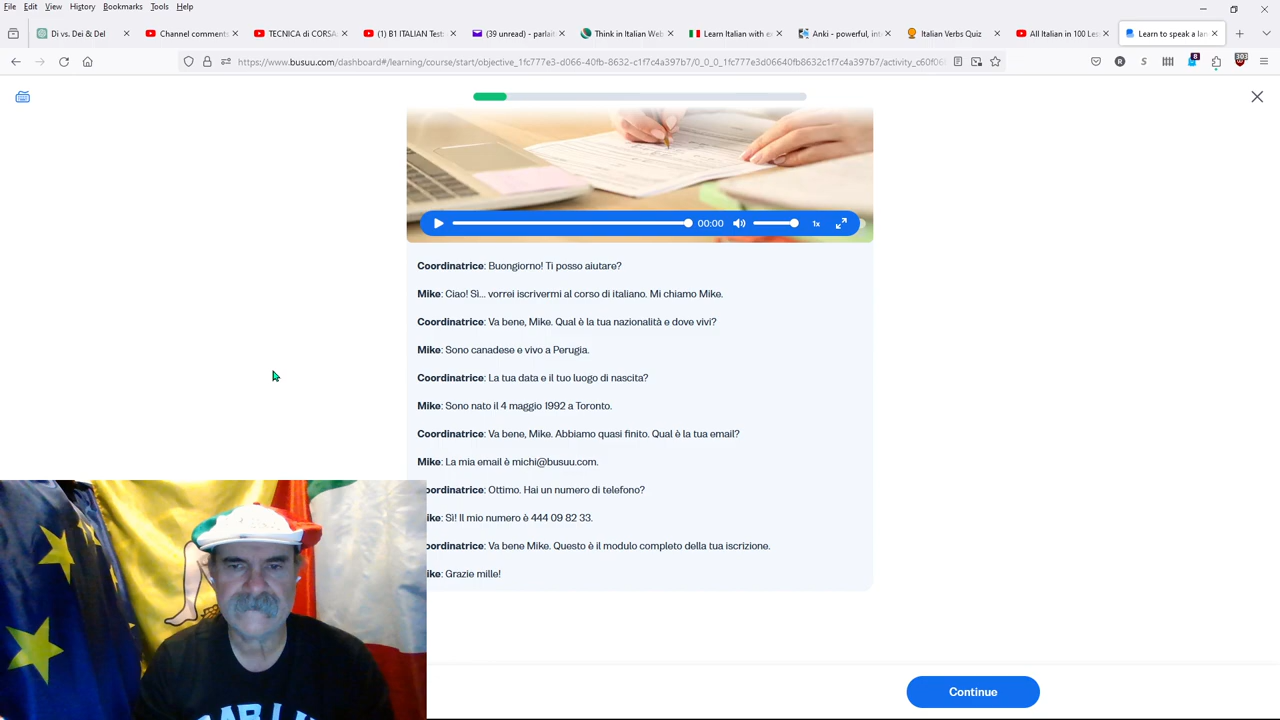 File Edit View History Bookmarks Tools Help
Di vs. Dei & Del
Channel comments
TECNICA di CORSA
(1) B1 ITALIAN Test
(39 unread) - parlait
Think in Italian Web
Learn Italian with e
Anki - powerful, int
Italian Verbs Quiz
All Italian in 100 Les
Learn to speak a lan
https://www.busuu.com/dashboard#/learning/course/start/objective_1fc777e3-d066-40fb-8632-c1f7c4a397b7/0_0_0_1fc777e3d06640fb8632c1f7c4a397b7/activity_c60f06
00:00 1x
Coordinatrice: Buongiorno! Ti posso aiutare?
Mike: Ciao! Sì... vorrei iscrivermi al corso di italiano. Mi chiamo Mike.
Coordinatrice: Va bene, Mike. Qual è la tua nazionalità e dove vivi?
Mike: Sono canadese e vivo a Perugia.
Coordinatrice: La tua data e il tuo luogo di nascita?
Mike: Sono nato il 4 maggio 1992 a Toronto.
Coordinatrice: Va bene, Mike. Abbiamo quasi finito. Qual è la tua email?
Mike: La mia email è michi@busuu.com.
oordinatrice: Ottimo. Hai un numero di telefono?
ike: Sì! Il mio numero è 444 09 82 33.
oordinatrice: Va bene Mike. Questo è il modulo completo della tua iscrizione.
ike: Grazie mille!
Continue